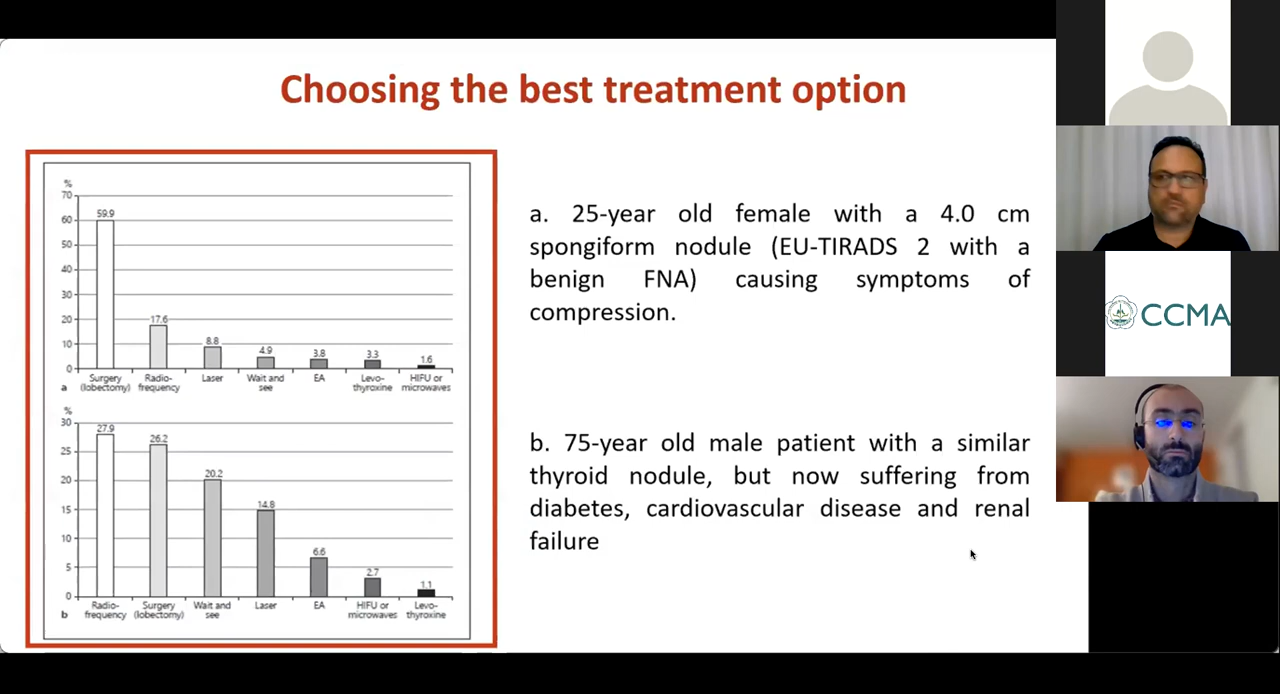 Choosing the best treatment option
%
70
60
50
40
30
20
10
0
59.9
17.6
8.8
4.9
3.8
3.3
1.6
a
Surgery (lobectomy)
Radio-frequency
Laser
Wait and see
EA
Levo-thyroxine
HIFU or microwaves
%
30
25
20
15
10
5
0
27.9
26.2
20.2
14.8
6.6
2.7
1.1
b
Radio-frequency
Surgery (lobectomy)
Wait and see
Laser
EA
HIFU or microwaves
Levo-thyroxine
a. 25-year old female with a 4.0 cm
spongiform nodule (EU-TIRADS 2 with a
benign FNA) causing symptoms of
compression.
b. 75-year old male patient with a similar
thyroid nodule, but now suffering from
diabetes, cardiovascular disease and renal
failure
CCMA